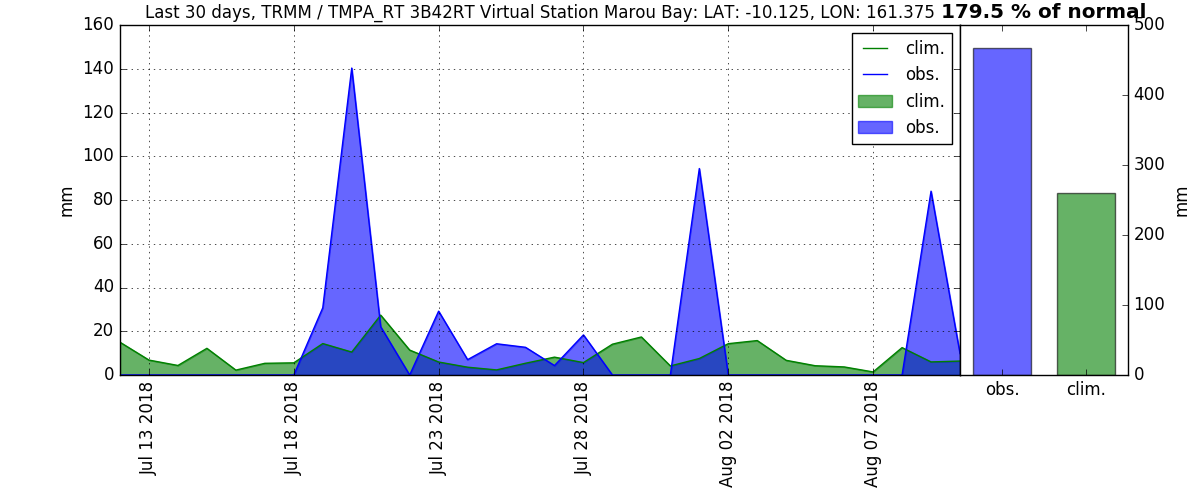 Last 30 days, TRMM / TMPA_RT 3B42RT Virtual Station Marou Bay: LAT: -10.125, LON: 161.375 179.5 % of normal
160
140
120
100
80
60
40
20
0
mm
clim.
obs.
clim.
obs.
Jul 13 2018
Jul 18 2018
Jul 23 2018
Jul 28 2018
Aug 02 2018
Aug 07 2018
500
400
300
200
100
0
mm
obs.
clim.